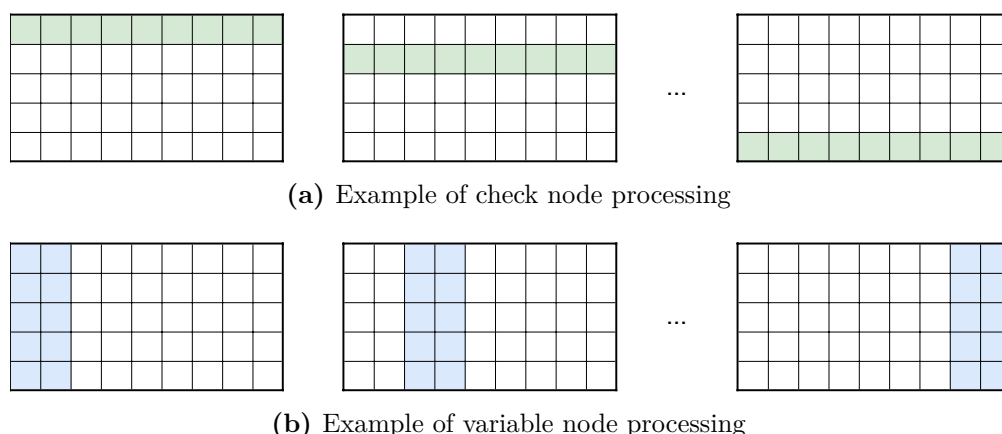 ...
(a) Example of check node processing
...
(b) Example of variable node processing